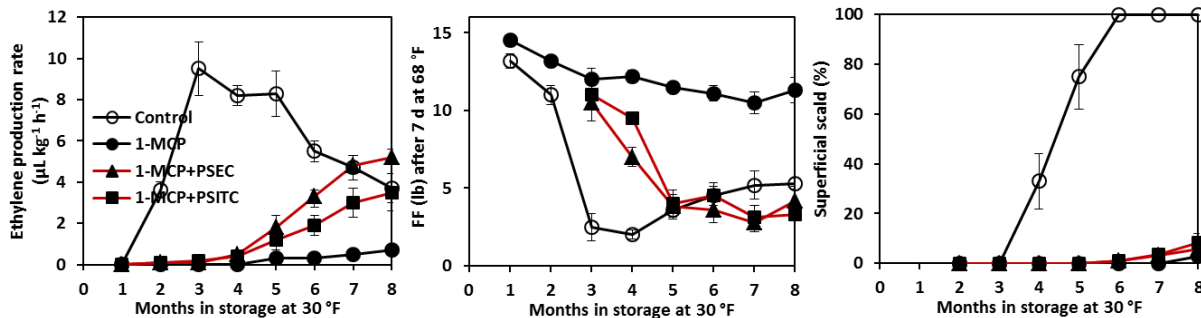 Ethylene production rate
(µL kg⁻¹ h⁻¹)
12
10
8
6
4
2
0
Control
1-MCP
1-MCP+PSEC
1-MCP+PSITC
0 1 2 3 4 5 6 7 8
Months in storage at 30 °F
FF (lb) after 7 d at 68 °F
15
10
5
0
0 1 2 3 4 5 6 7 8
Months in storage at 30 °F
Superficial scald (%)
100
80
60
40
20
0
0 1 2 3 4 5 6 7 8
Months in storage at 30 °F